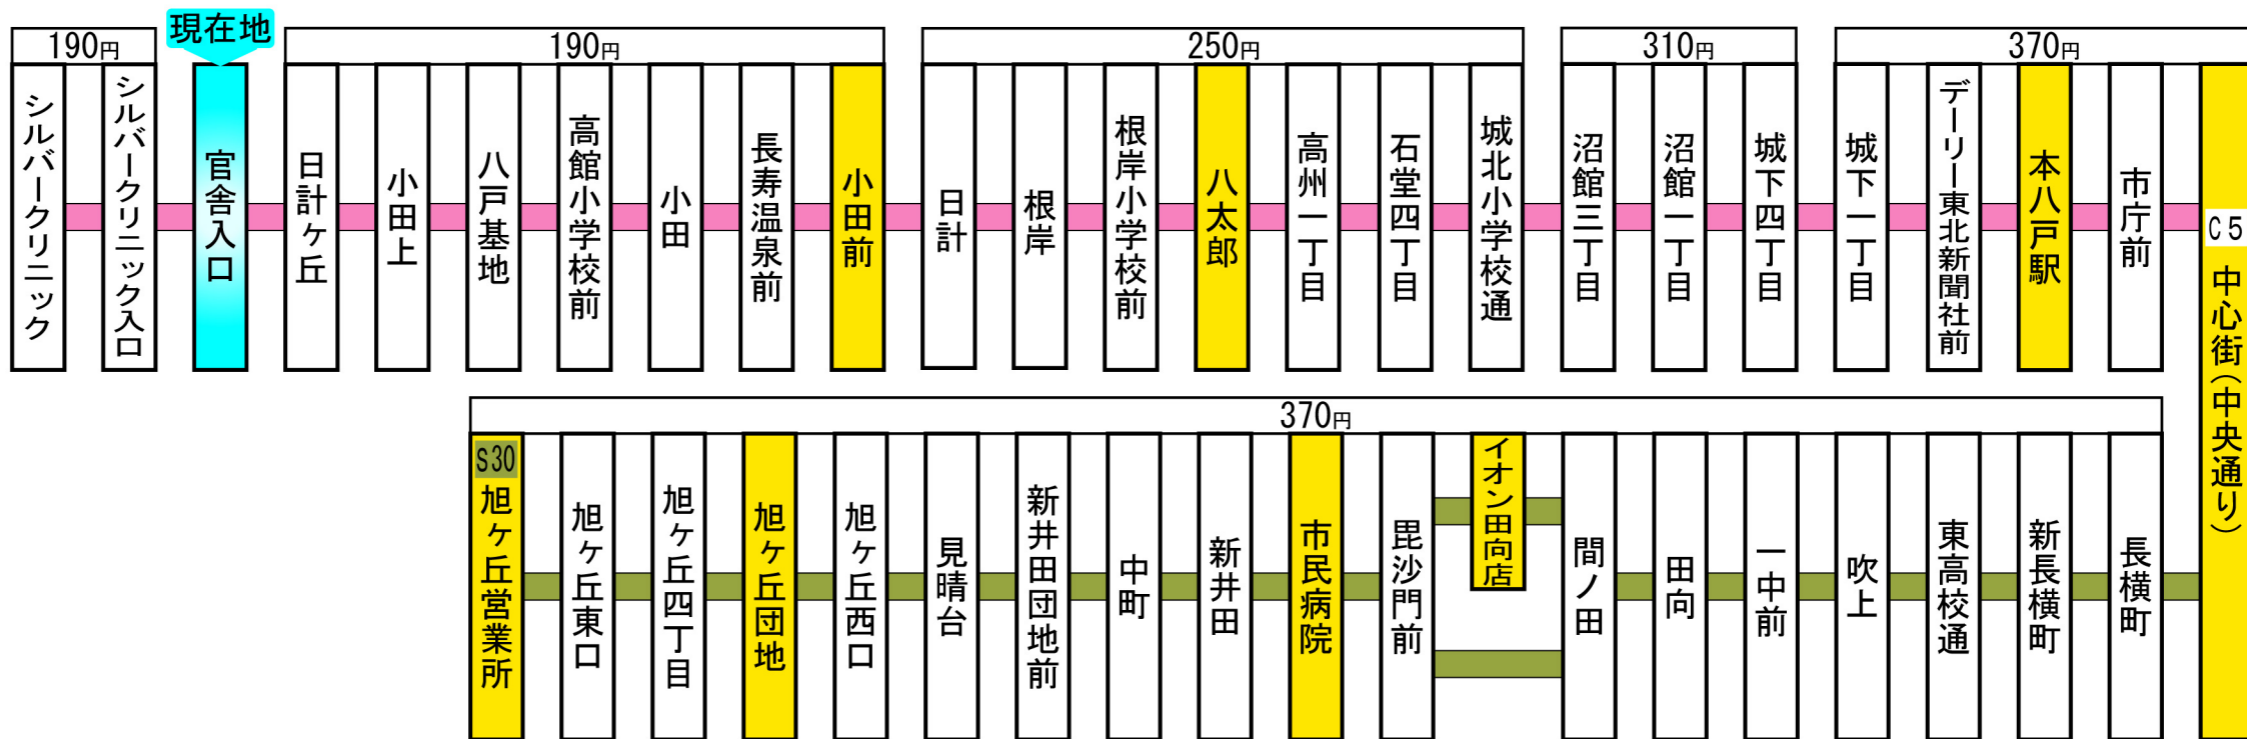 現在地
190円
190円
250円
310円
370円
シルバークリニック
シルバークリニック入口
官舎入口
日計ヶ丘
小田上
八戸基地
高館小学校前
小田
長寿温泉前
小田前
日計
根岸
根岸小学校前
八太郎
高州一丁目
石堂四丁目
城北小学校通
沼館三丁目
沼館一丁目
城下四丁目
城下一丁目
デーリー東北新聞社前
本八戸駅
市庁前
C5
中心街(中央通り)
370円
S30
旭ヶ丘営業所
旭ヶ丘東口
旭ヶ丘四丁目
旭ヶ丘団地
旭ヶ丘西口
見晴台
新井田団地前
中町
新井田
市民病院
毘沙門前
イオン田向店
間ノ田
田向
一中前
吹上
東高校通
新長横町
長横町